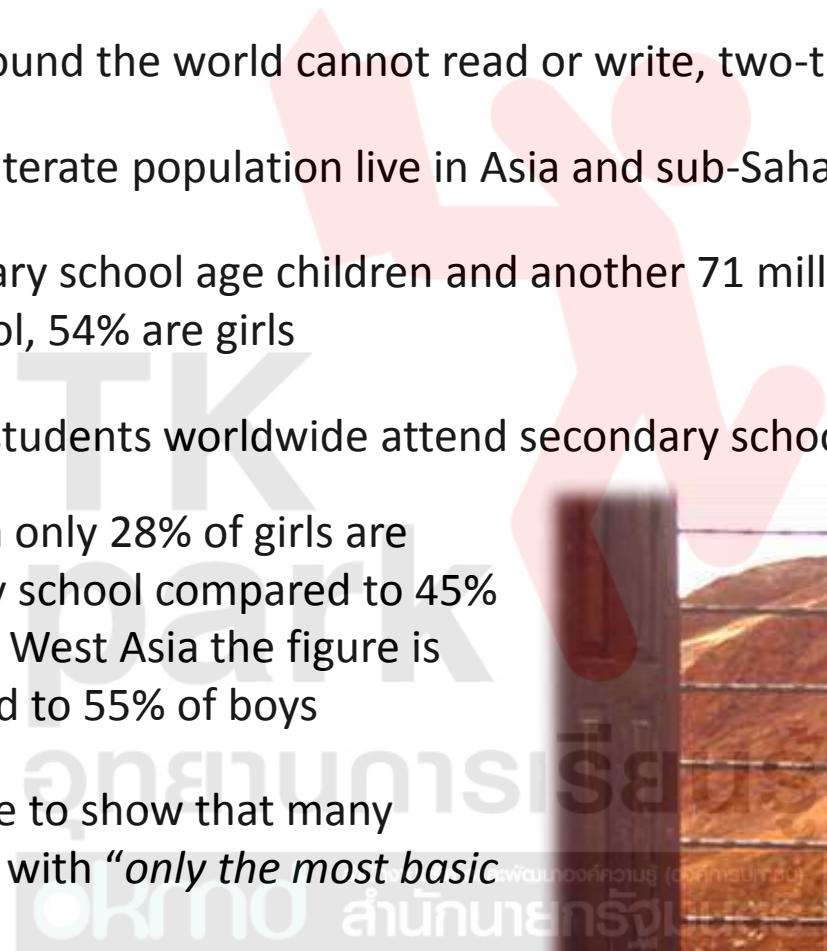 ound the world cannot read or write, two-t
iterate population live in Asia and sub-Saha
ary school age children and another 71 mill
ol, 54% are girls
students worldwide attend secondary schoo
only 28% of girls are
y school compared to 45%
West Asia the figure is
d to 55% of boys
e to show that many
with “only the most basic
TK
park
อุทยานการเรียนรู้
okmd
สำนักนายกรัฐมนตรี